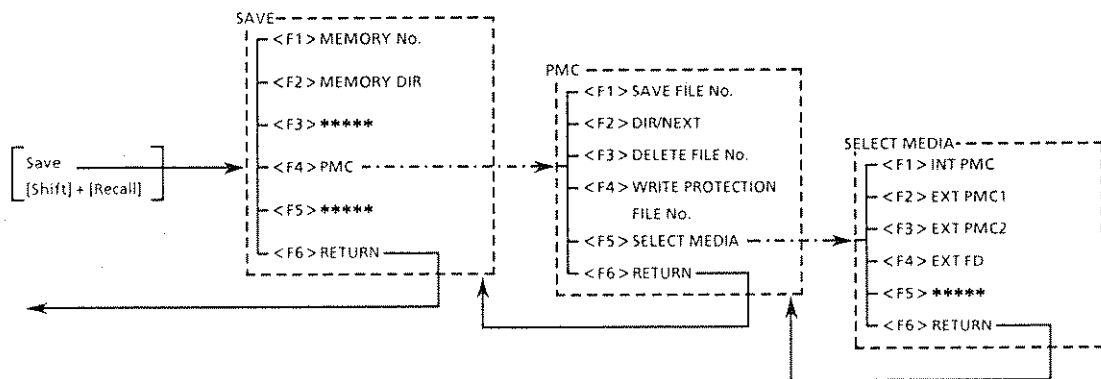 Save
[Shift] + [Recall]
SAVE
<F1> MEMORY No.
<F2> MEMORY DIR
<F3> *****
<F4> PMC
<F5> *****
<F6> RETURN
PMC
<F1> SAVE FILE No.
<F2> DIR/NEXT
<F3> DELETE FILE No.
<F4> WRITE PROTECTION
FILE No.
<F5> SELECT MEDIA
<F6> RETURN
SELECT MEDIA
<F1> INT PMC
<F2> EXT PMC1
<F3> EXT PMC2
<F4> EXT FD
<F5> *****
<F6> RETURN